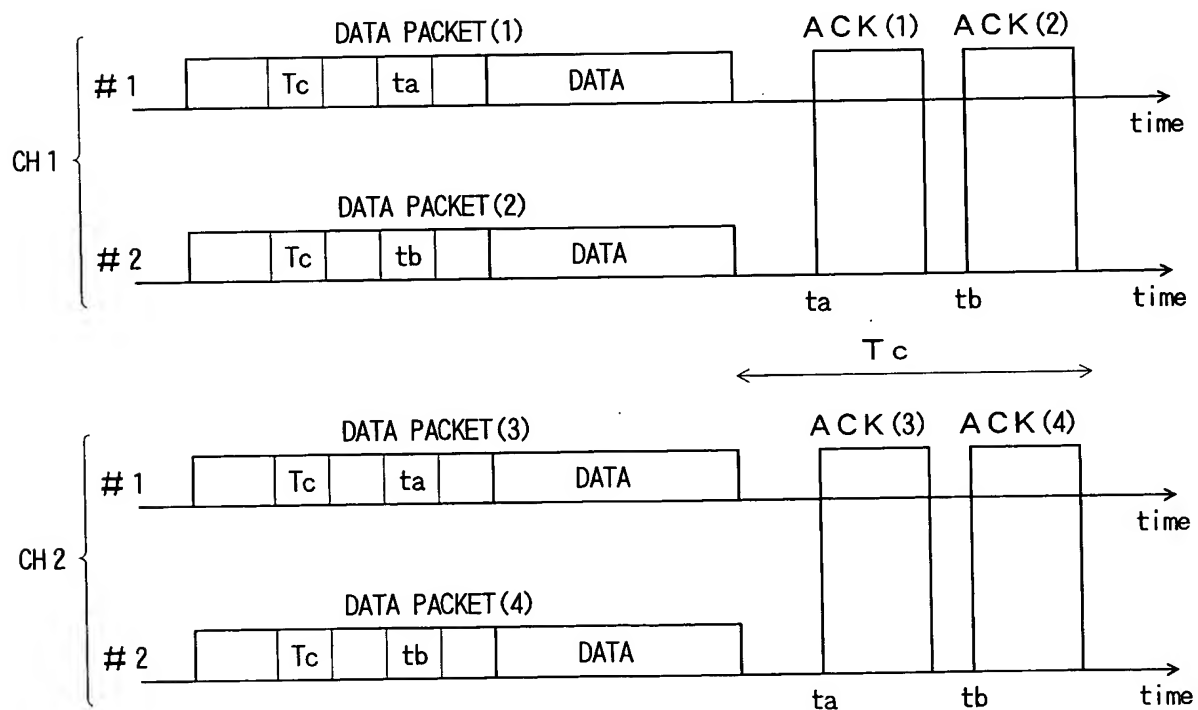 DATA PACKET(1) ACK(1) ACK(2)
#1 Tc ta DATA
time
CH1
DATA PACKET(2)
#2 Tc tb DATA
ta tb time
Tc
DATA PACKET(3) ACK(3) ACK(4)
#1 Tc ta DATA
time
CH2
DATA PACKET(4)
#2 Tc tb DATA
ta tb time